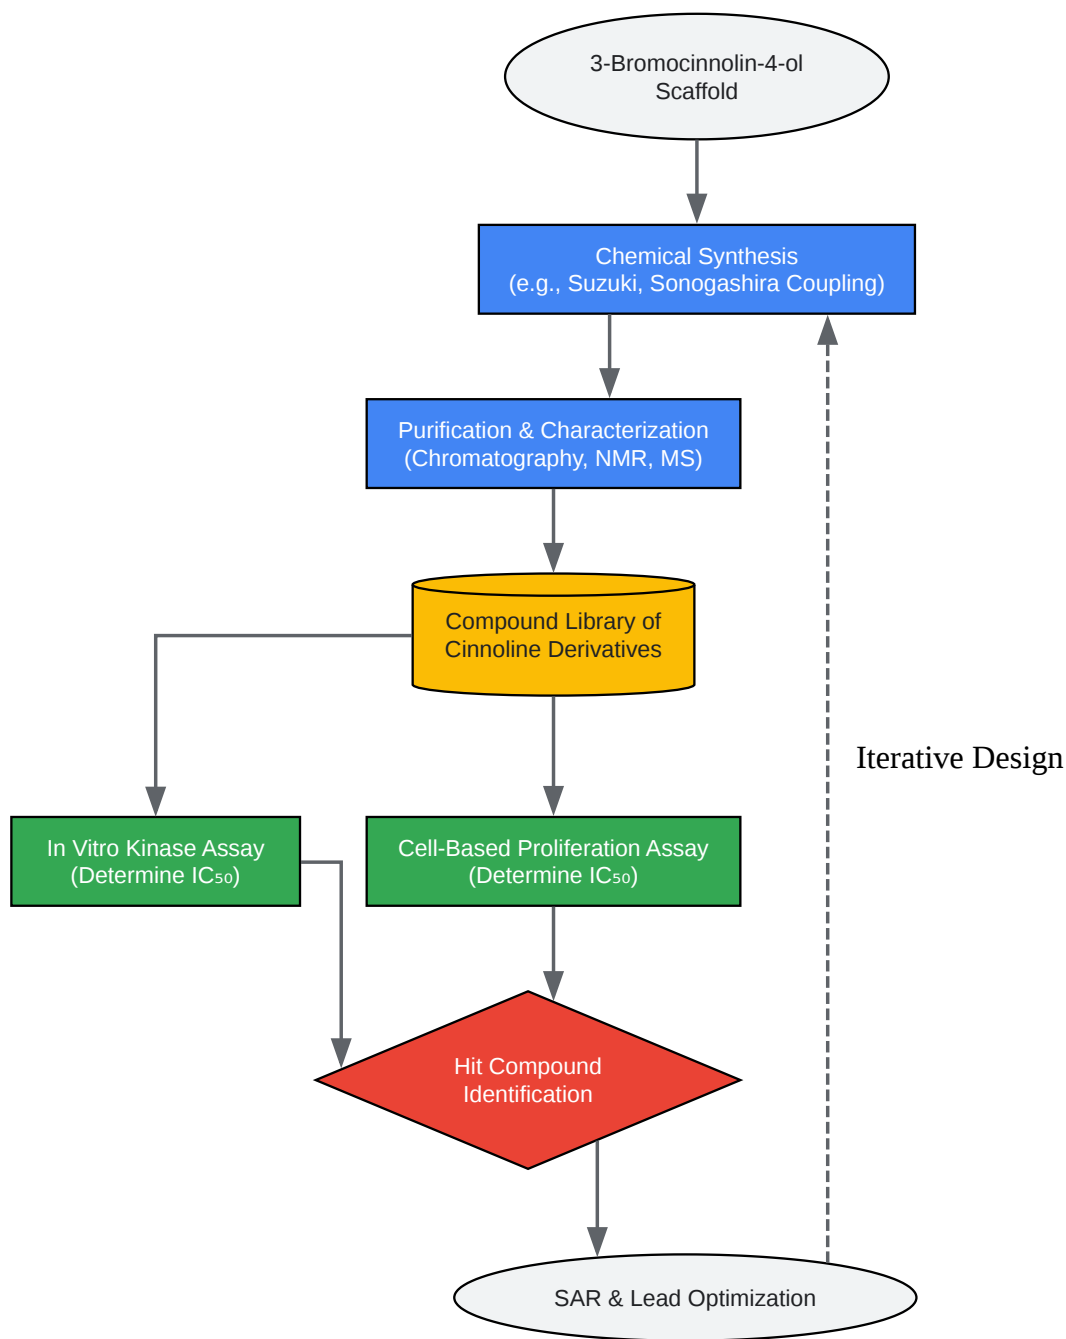 3-Bromocinnolin-4-ol
Scaffold
Chemical Synthesis
(e.g., Suzuki, Sonogashira Coupling)
Purification & Characterization
(Chromatography, NMR, MS)
Compound Library of
Cinnoline Derivatives
Iterative Design
In Vitro Kinase Assay
(Determine IC₅₀)
Cell-Based Proliferation Assay
(Determine IC₅₀)
Hit Compound
Identification
SAR & Lead Optimization